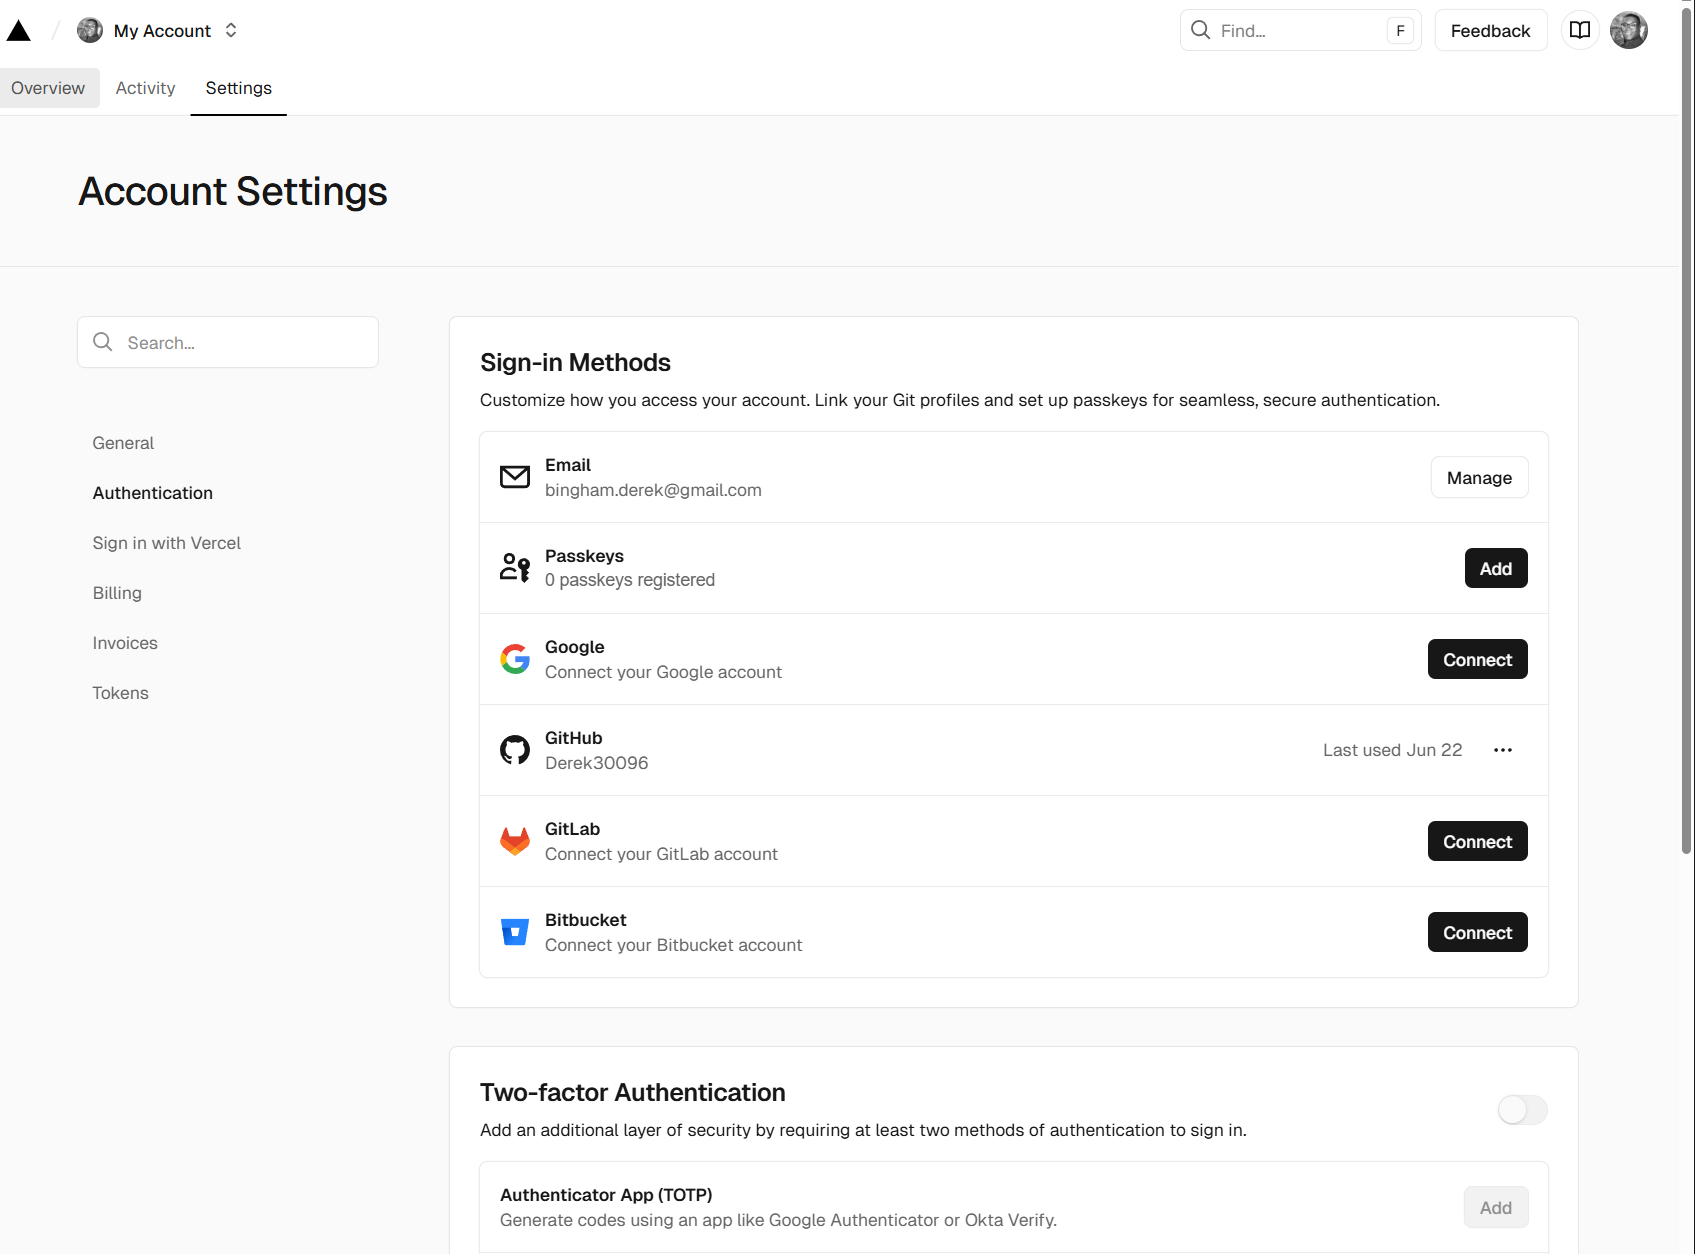 My Account
Find...
F
Feedback
Overview
Activity
Settings
Account Settings
Search...
General
Authentication
Sign in with Vercel
Billing
Invoices
Tokens
Sign-in Methods
Customize how you access your account. Link your Git profiles and set up passkeys for seamless, secure authentication.
Email
bingham.derek@gmail.com
Manage
Passkeys
0 passkeys registered
Add
Google
Connect your Google account
Connect
GitHub
Derek30096
Last used Jun 22
GitLab
Connect your GitLab account
Connect
Bitbucket
Connect your Bitbucket account
Connect
Two-factor Authentication
Add an additional layer of security by requiring at least two methods of authentication to sign in.
Authenticator App (TOTP)
Generate codes using an app like Google Authenticator or Okta Verify.
Add